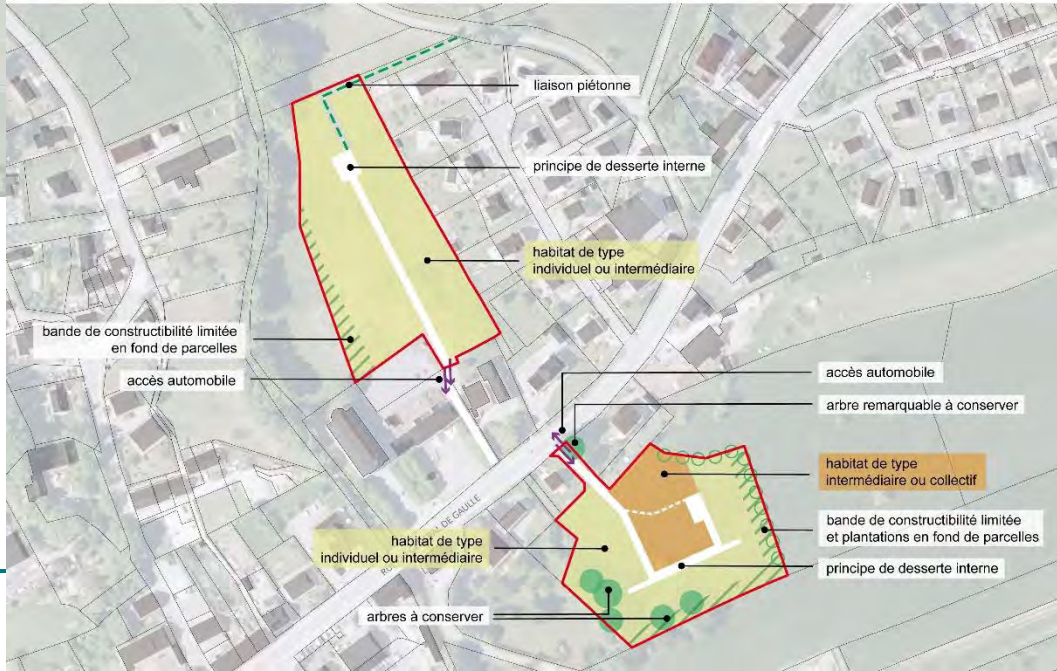 liaison piétonne
principe de desserte interne
habitat de type
individuel ou intermédiaire
bande de constructibilité limitée
en fond de parcelles
accès automobile
accès automobile
arbre remarquable à conserver
habitat de type
intermédiaire ou collectif
DE GAULLE
habitat de type
individuel ou intermédiaire
bande de constructibilité limitée
et plantations en fond de parcelles
principe de desserte interne
arbres à conserver